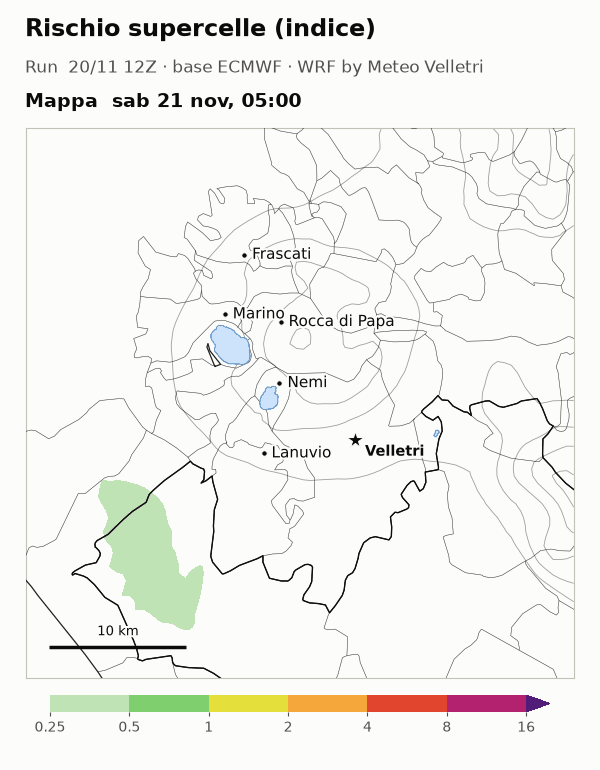 Rischio supercelle (indice)
Run  20/11 12Z · base ECMWF · WRF by Meteo Velletri
Mappa  sab 21 nov, 05:00
Frascati
Marino
Rocca di Papa
Nemi
Velletri
Lanuvio
10 km
0.25 0.5 1 2 4 8 16